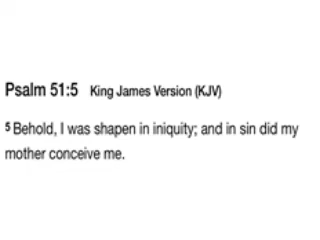 Psalm 51:5 King James Version (KJV)
5 Behold, I was shapen in iniquity; and in sin did my
mother conceive me.